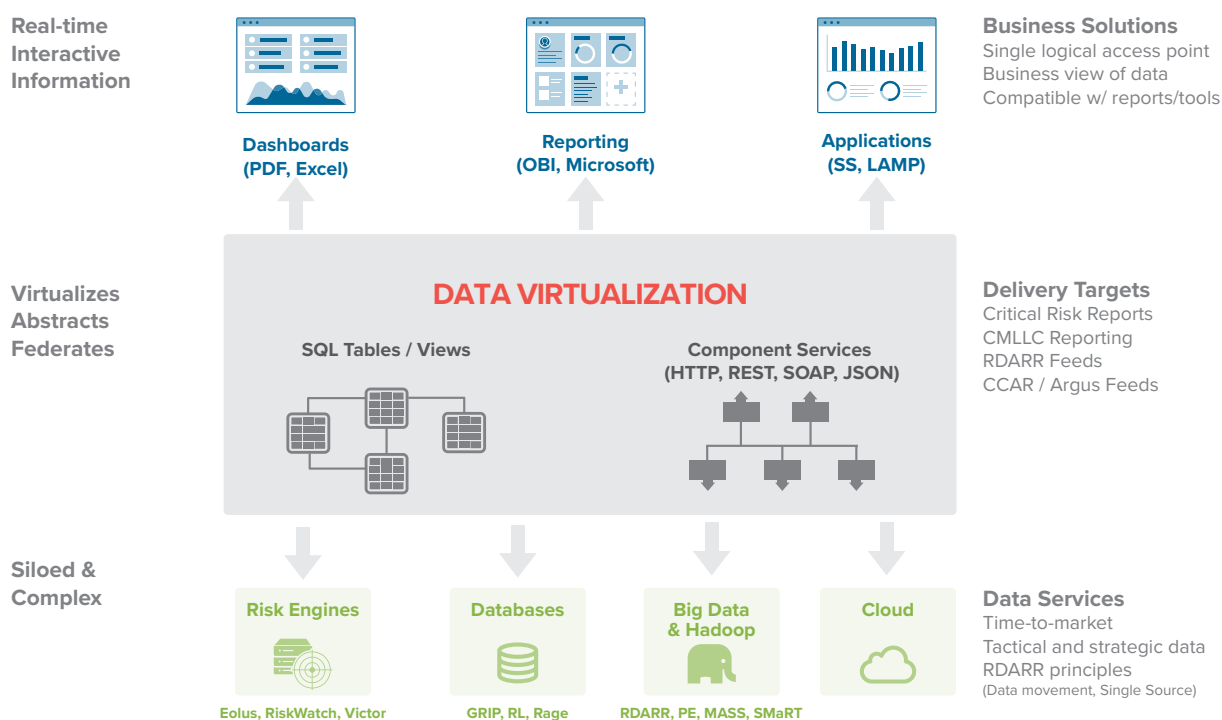 Real-time
Interactive
Information
Dashboards
(PDF, Excel)
Reporting
(OBI, Microsoft)
Applications
(SS, LAMP)
Business Solutions
Single logical access point
Business view of data
Compatible w/ reports/tools
Virtualizes
Abstracts
Federates
DATA VIRTUALIZATION
SQL Tables / Views
Component Services
(HTTP, REST, SOAP, JSON)
Delivery Targets
Critical Risk Reports
CMLLC Reporting
RDARR Feeds
CCAR / Argus Feeds
Siloed &
Complex
Risk Engines
Eolus, RiskWatch, Victor
Databases
GRIP, RL, Rage
Big Data
& Hadoop
RDARR, PE, MASS, SMaRT
Cloud
Data Services
Time-to-market
Tactical and strategic data
RDARR principles
(Data movement, Single Source)